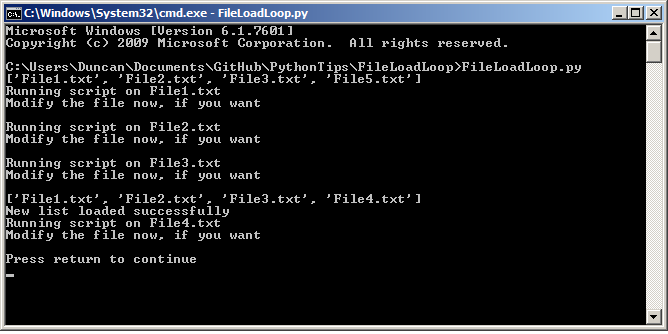 C:\Windows\System32\cmd.exe - FileLoadLoop.py
Microsoft Windows [Version 6.1.7601]
Copyright (c) 2009 Microsoft Corporation.  All rights reserved.
C:\Users\Duncan\Documents\GitHub\PythonTips\FileLoadLoop>FileLoadLoop.py
['File1.txt', 'File2.txt', 'File3.txt', 'File5.txt']
Running script on File1.txt
Modify the file now, if you want
Running script on File2.txt
Modify the file now, if you want
Running script on File3.txt
Modify the file now, if you want
['File1.txt', 'File2.txt', 'File3.txt', 'File4.txt']
New list loaded successfully
Running script on File4.txt
Modify the file now, if you want
Press return to continue